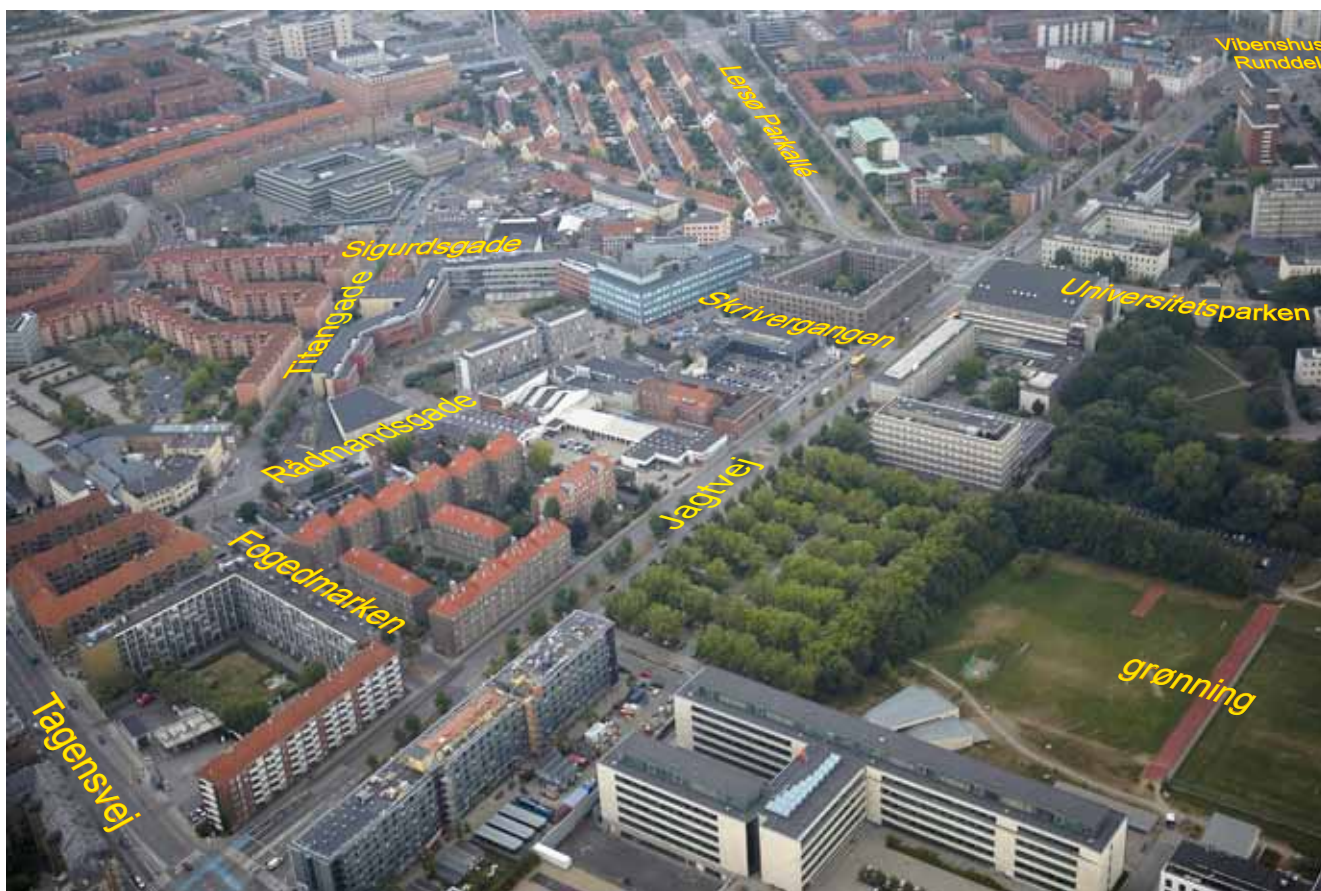 Vibenshus
Runddel
Lersø Parkallé
Sigurdsgade
Titangade
Universitetsparken
Skrivergangen
Rådmandsgade
Jagtvej
Fogedmarken
grønning
Tagensvej